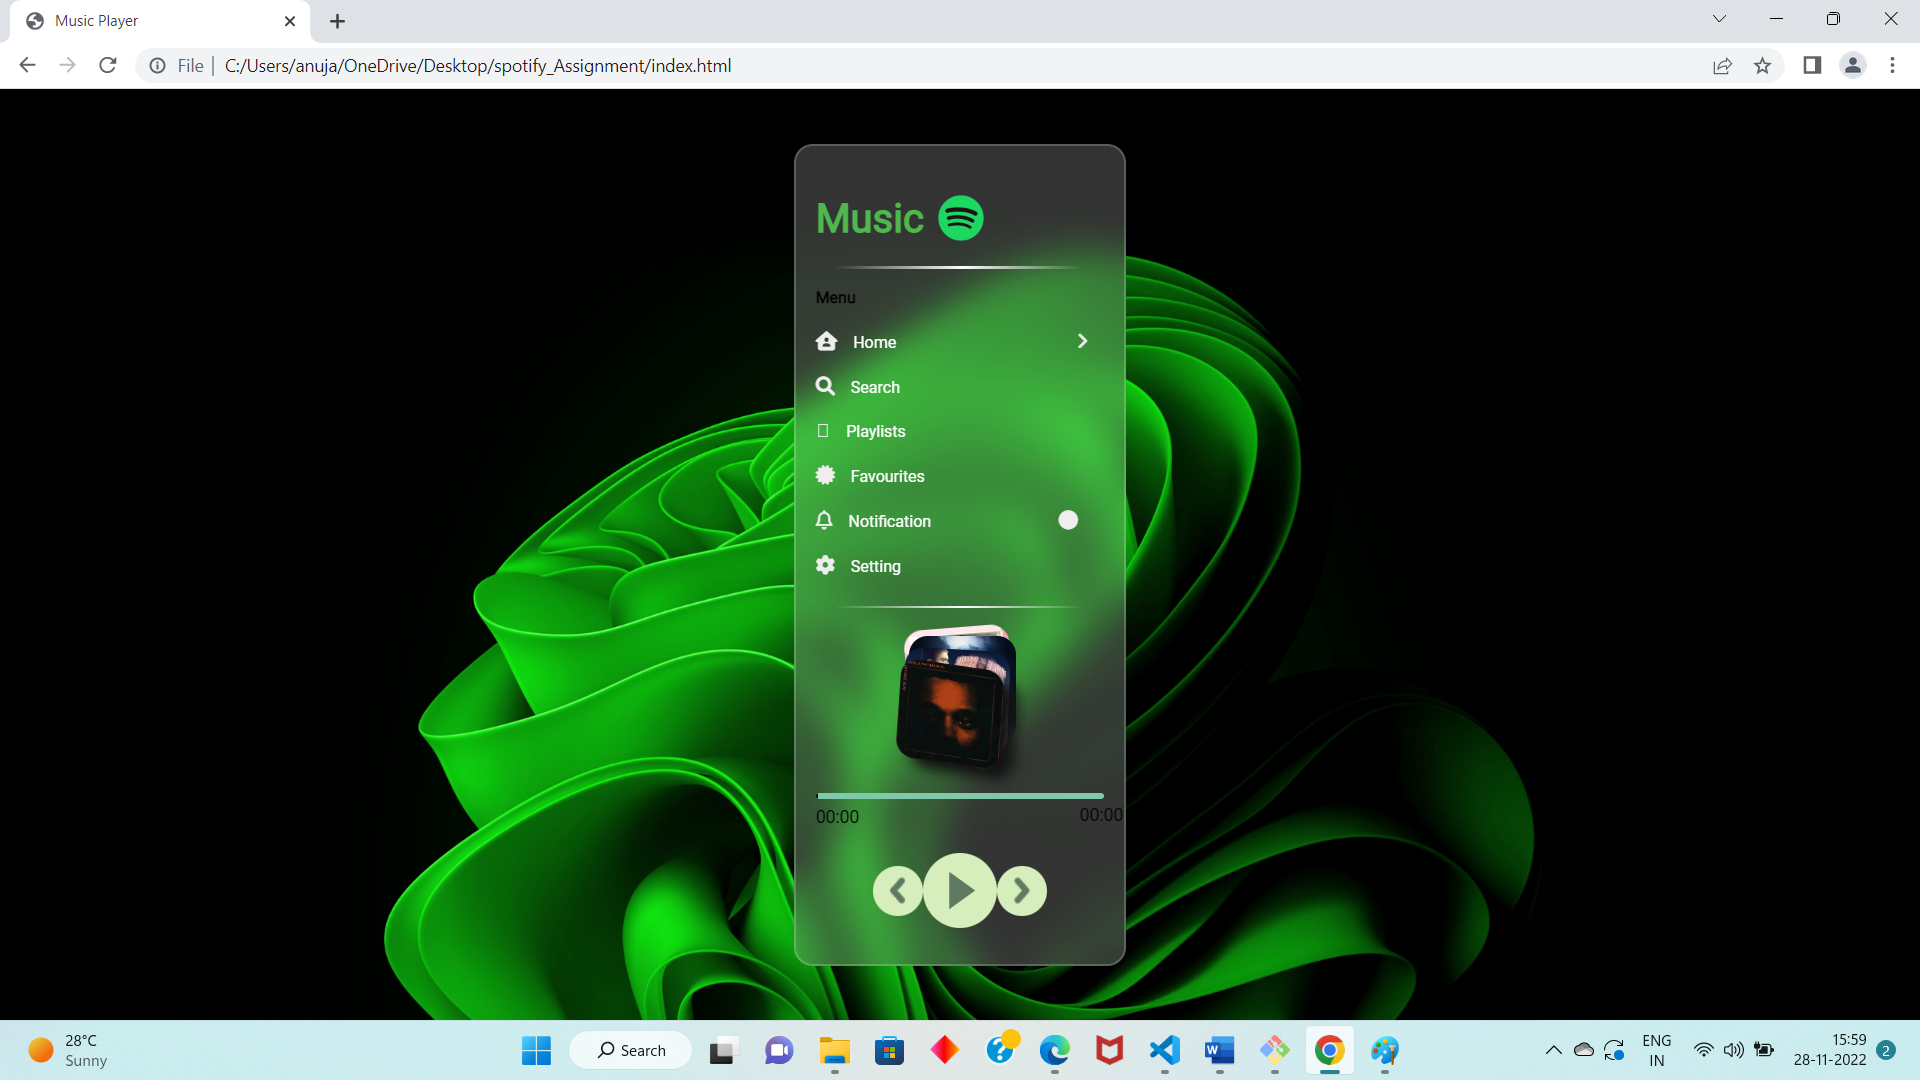 Music Player
File
C:/Users/anuja/OneDrive/Desktop/spotify_Assignment/index.html
Music
Menu
Home
Search
Playlists
Favourites
Notification
Setting
00:00 00:00
28°C
Sunny
Search
W
ENG
IN
15:59
28-11-2022
2